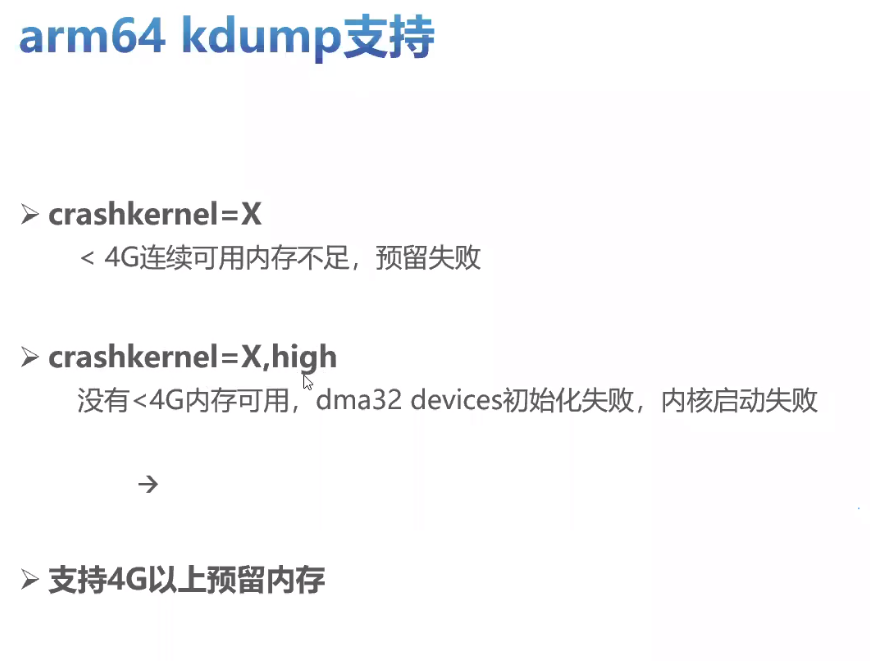 arm64 kdump支持
➢ crashkernel=X
< 4G连续可用内存不足，预留失败
➢ crashkernel=X,high
没有<4G内存可用，dma32 devices初始化失败，内核启动失败
→
➢ 支持4G以上预留内存